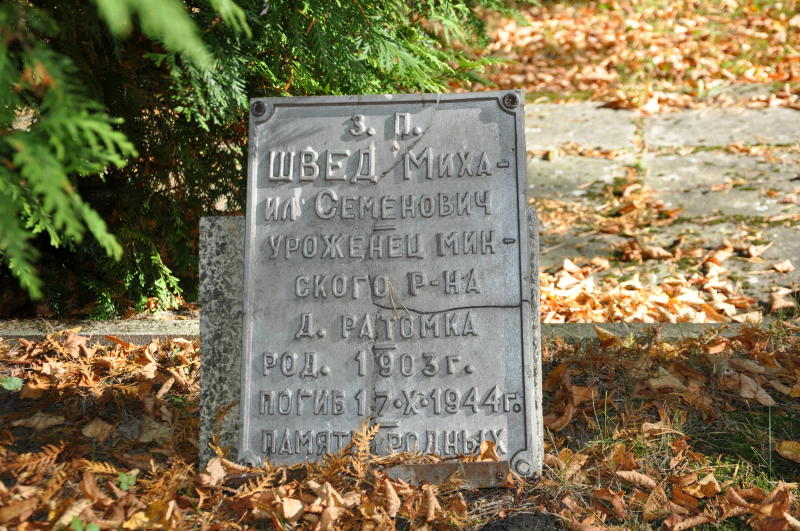 З. П.
ШВЕД МИХА-
ИЛ СЕМЕНОВИЧ
УРОЖЕНЕЦ МИН-
СКОГО Р-НА
Д. РАТОМКА
РОД. 1903 г.
ПОГИБ 17·X·1944 г.
ПАМЯТЬ РОДНЫХ